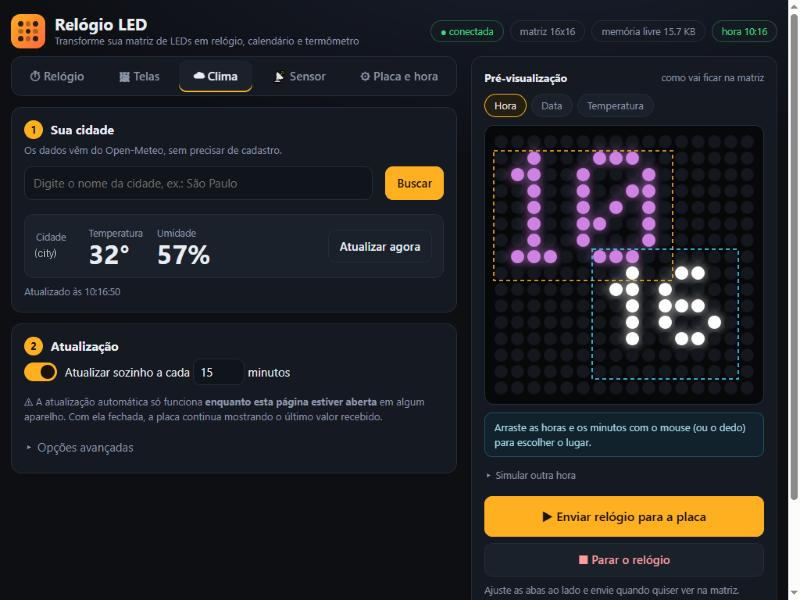 Relógio LED
Transforme sua matriz de LEDs em relógio, calendário e termômetro
conectada
matriz 16x16
memória livre 15.7 KB
hora 10:16
Relógio
Telas
Clima
Sensor
Placa e hora
1 Sua cidade
Os dados vêm do Open-Meteo, sem precisar de cadastro.
Digite o nome da cidade, ex.: São Paulo
Buscar
Cidade
(city)
Temperatura
32°
Umidade
57%
Atualizar agora
Atualizado às 10:16:50
2 Atualização
Atualizar sozinho a cada 15 minutos
⚠ A atualização automática só funciona enquanto esta página estiver aberta em algum
aparelho. Com ela fechada, a placa continua mostrando o último valor recebido.
▸ Opções avançadas
Pré-visualização
como vai ficar na matriz
Hora
Data
Temperatura
10
16
Arraste as horas e os minutos com o mouse (ou o dedo)
para escolher o lugar.
▸ Simular outra hora
▶ Enviar relógio para a placa
■ Parar o relógio
Ajuste as abas ao lado e envie quando quiser ver na matriz.